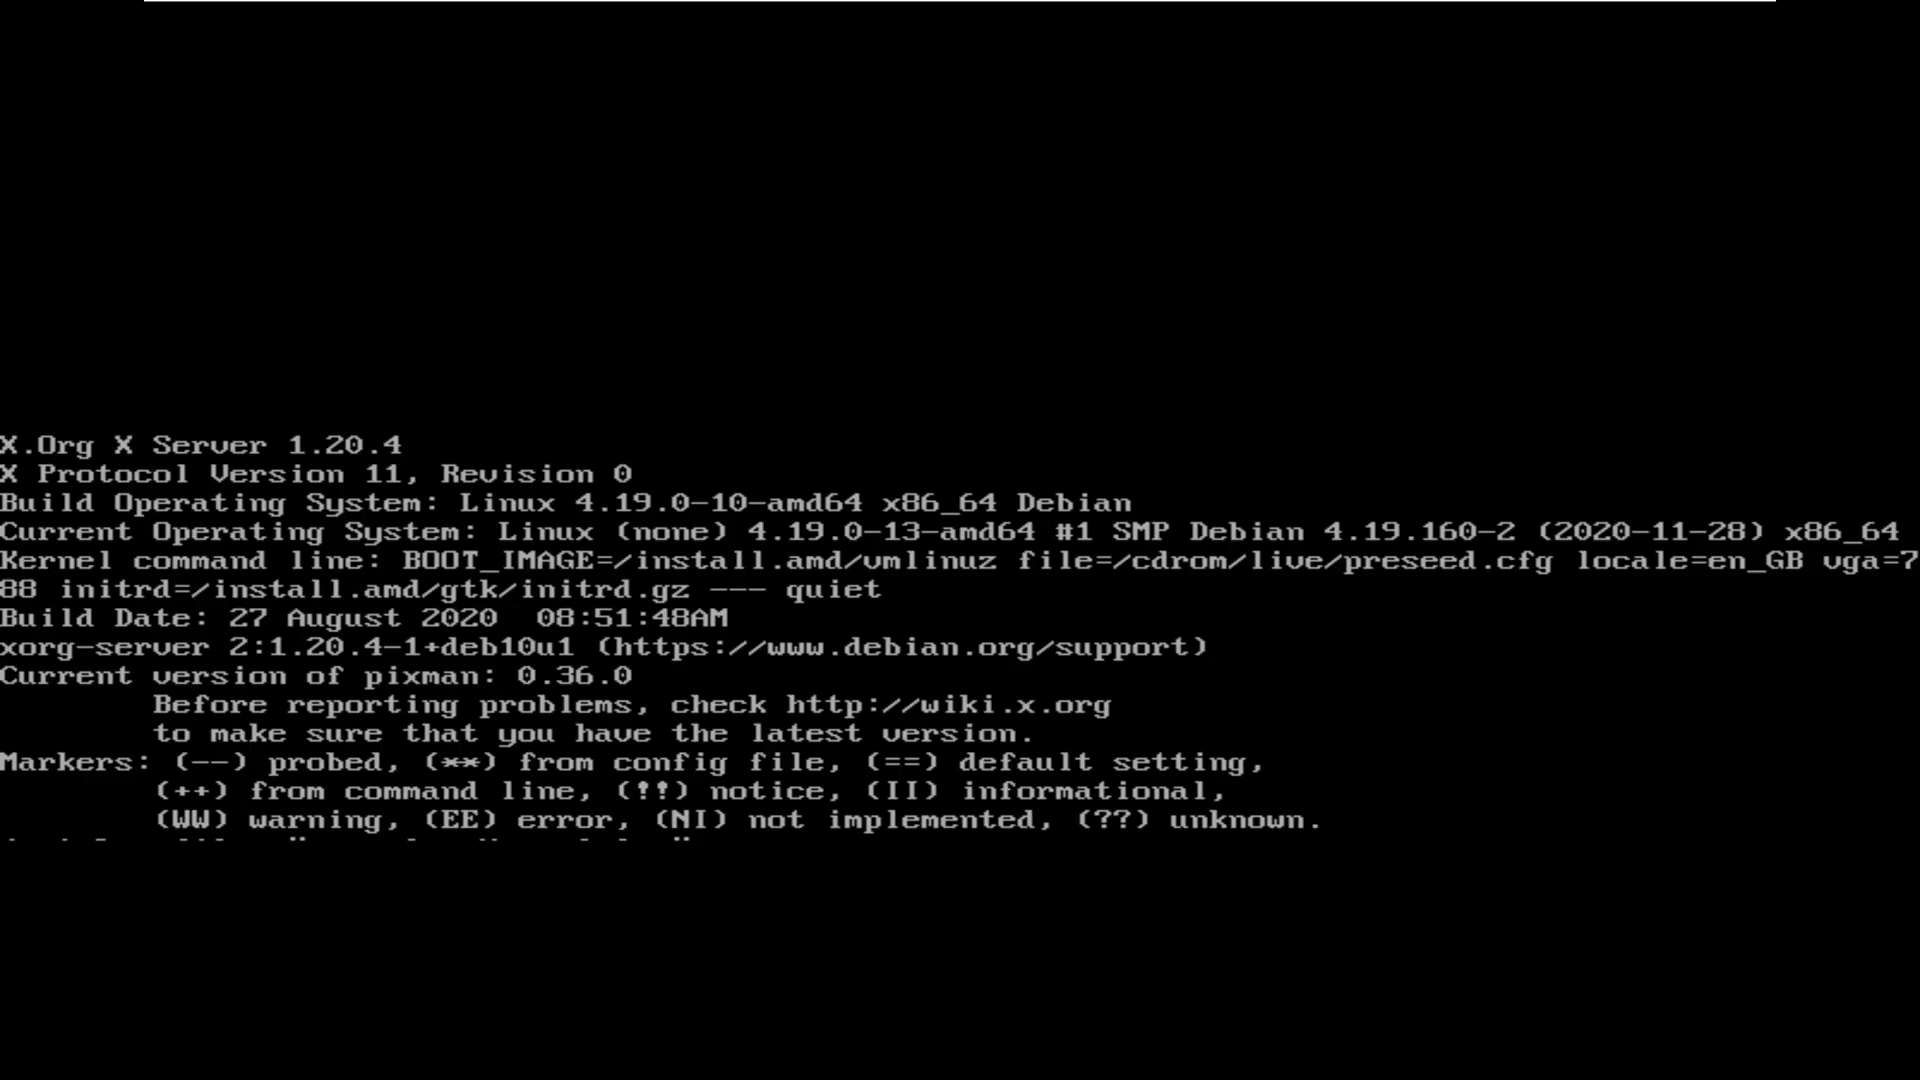 X.Org X Server 1.20.4
X Protocol Version 11, Revision 0
Build Operating System: Linux 4.19.0-10-amd64 x86_64 Debian
Current Operating System: Linux (none) 4.19.0-13-amd64 #1 SMP Debian 4.19.160-2 (2020-11-28) x86_64
Kernel command line: BOOT_IMAGE=/install.amd/vmlinuz file=/cdrom/live/preseed.cfg locale=en_GB vga=7
88 initrd=/install.amd/gtk/initrd.gz --- quiet
Build Date: 27 August 2020  08:51:48AM
xorg-server 2:1.20.4-1+deb10u1 (https://www.debian.org/support)
Current version of pixman: 0.36.0
Before reporting problems, check http://wiki.x.org
to make sure that you have the latest version.
Markers: (--) probed, (**) from config file, (==) default setting,
(++) from command line, (!!) notice, (II) informational,
(WW) warning, (EE) error, (NI) not implemented, (??) unknown.